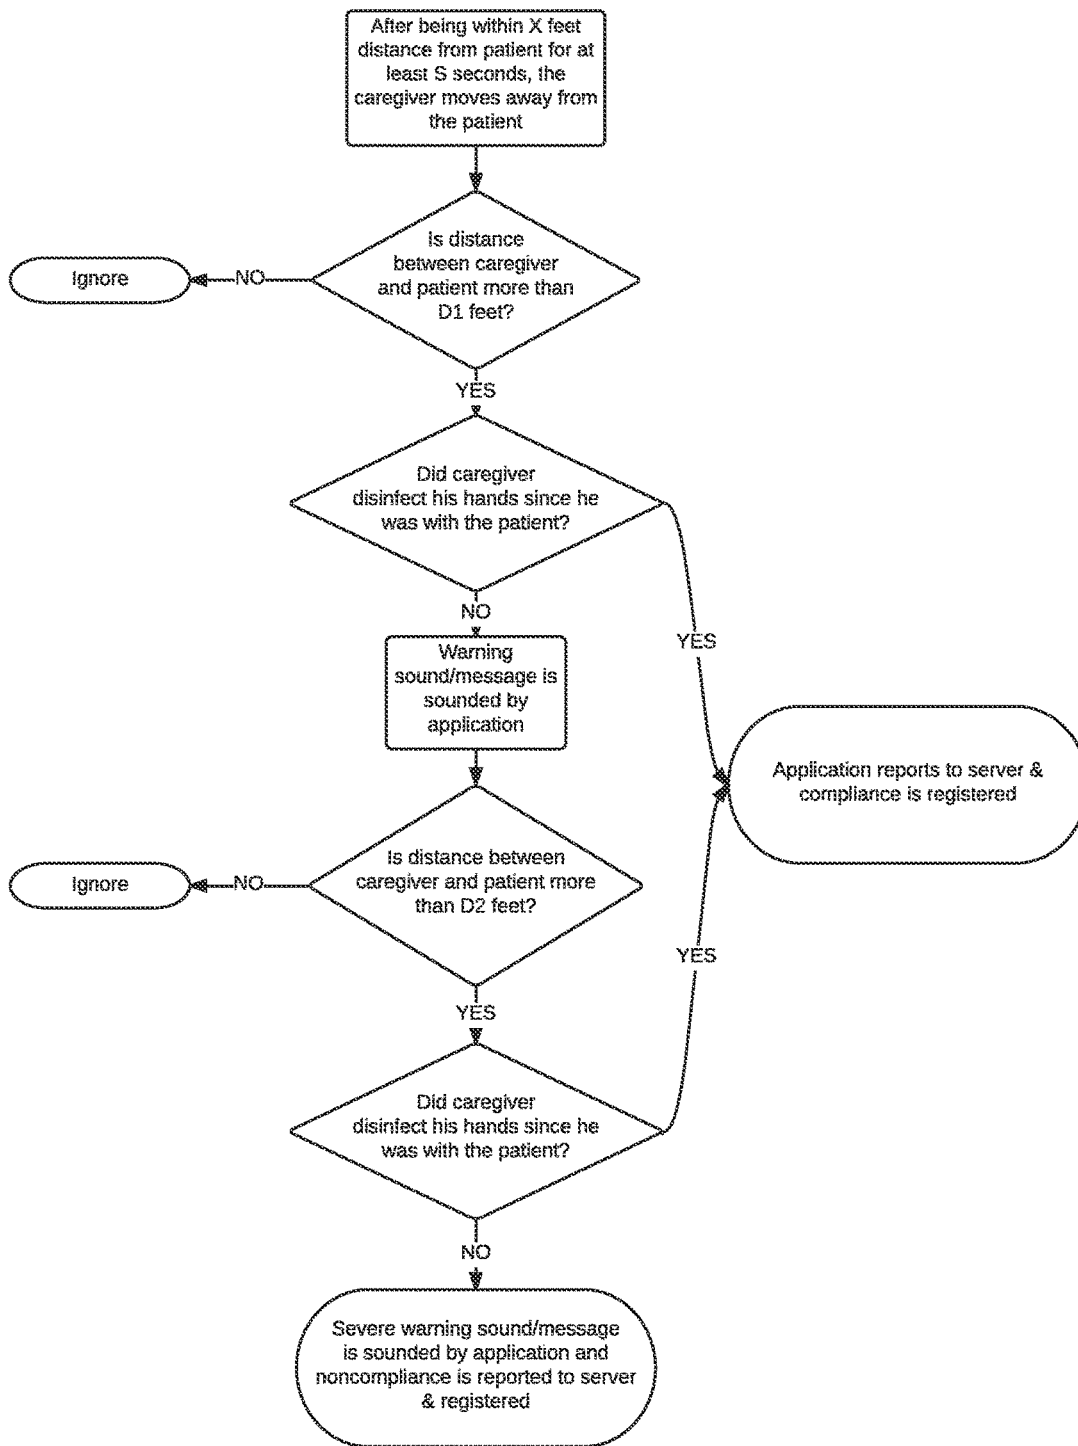 After being within X feet
distance from patient for at
least S seconds, the
caregiver moves away from
the patient
Is distance
between caregiver
and patient more than
D1 feet?
NO
Ignore
YES
Did caregiver
disinfect his hands since he
was with the patient?
NO
YES
Warning
sound/message is
sounded by
application
Application reports to server &
compliance is registered
Is distance between
caregiver and patient more
than D2 feet?
NO
Ignore
YES
YES
Did caregiver
disinfect his hands since he
was with the patient?
NO
Severe warning sound/message
is sounded by application and
noncompliance is reported to server
& registered